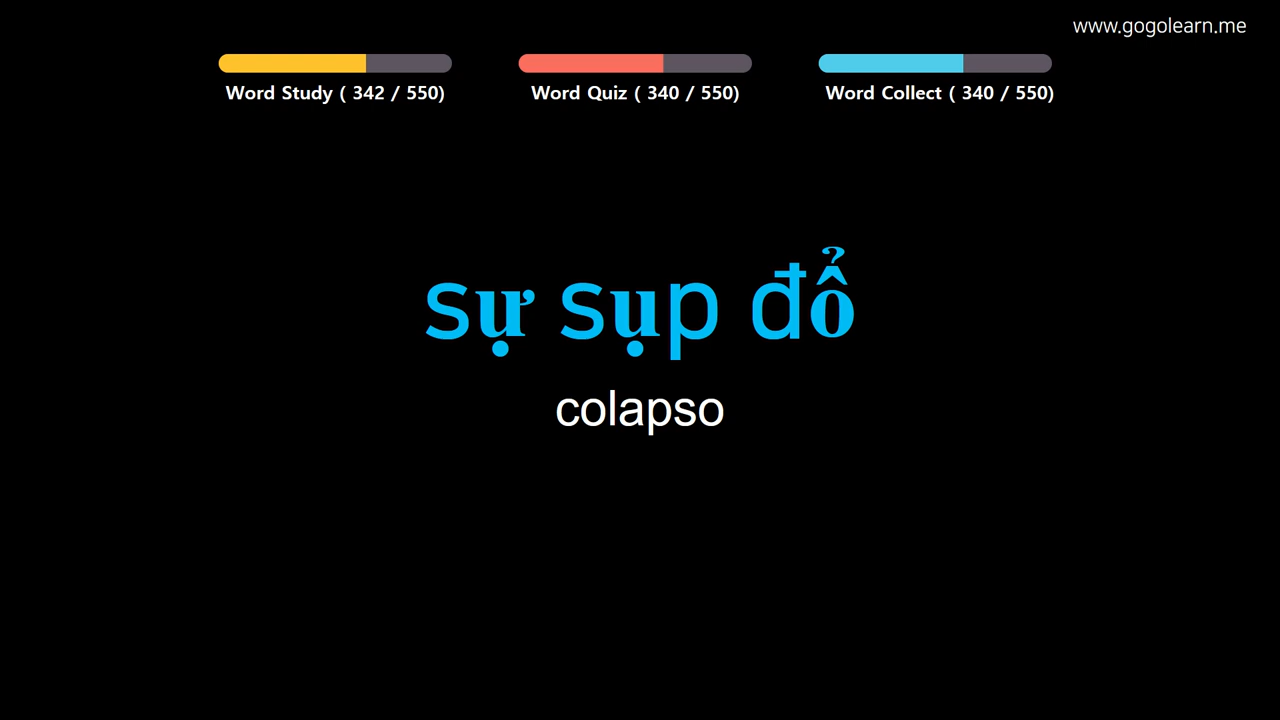 www.gogolearn.me
Word Study ( 342 / 550)
Word Quiz ( 340 / 550)
Word Collect ( 340 / 550)
sự sụp đổ
colapso